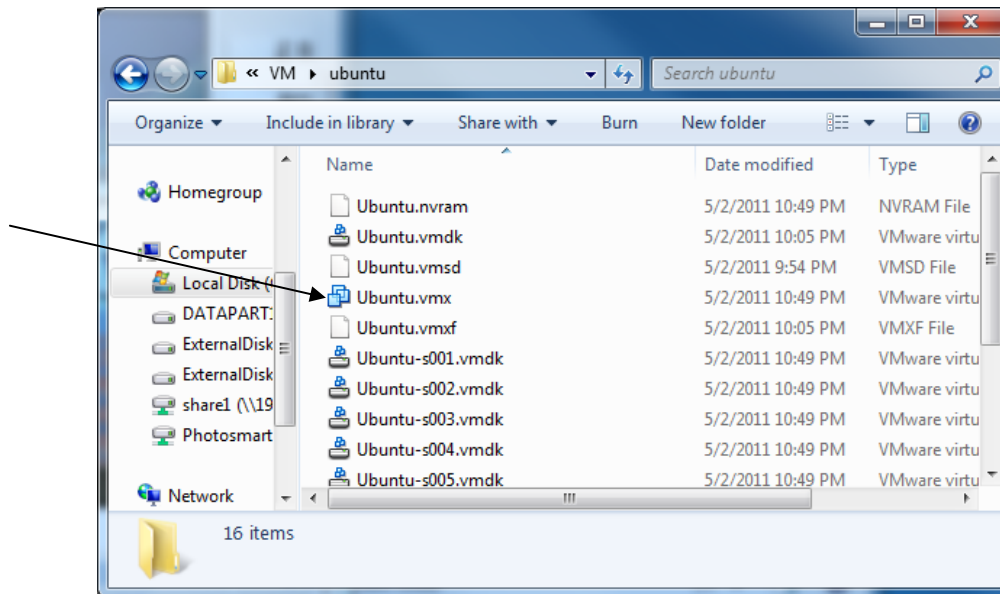 « VM ▸ ubuntu Search ubuntu
Organize Include in library Share with Burn New folder
Name Date modified Type
Homegroup
Computer
Local Disk (
DATAPART1
ExternalDisk
ExternalDisk
share1 (\\19
Photosmart
Network
Ubuntu.nvram 5/2/2011 10:49 PM NVRAM File
Ubuntu.vmdk 5/2/2011 10:05 PM VMware virtu
Ubuntu.vmsd 5/2/2011 9:54 PM VMSD File
Ubuntu.vmx 5/2/2011 10:49 PM VMware virtu
Ubuntu.vmxf 5/2/2011 10:05 PM VMXF File
Ubuntu-s001.vmdk 5/2/2011 10:49 PM VMware virtu
Ubuntu-s002.vmdk 5/2/2011 10:49 PM VMware virtu
Ubuntu-s003.vmdk 5/2/2011 10:49 PM VMware virtu
Ubuntu-s004.vmdk 5/2/2011 10:49 PM VMware virtu
Ubuntu-s005.vmdk 5/2/2011 10:49 PM VMware virtu
16 items